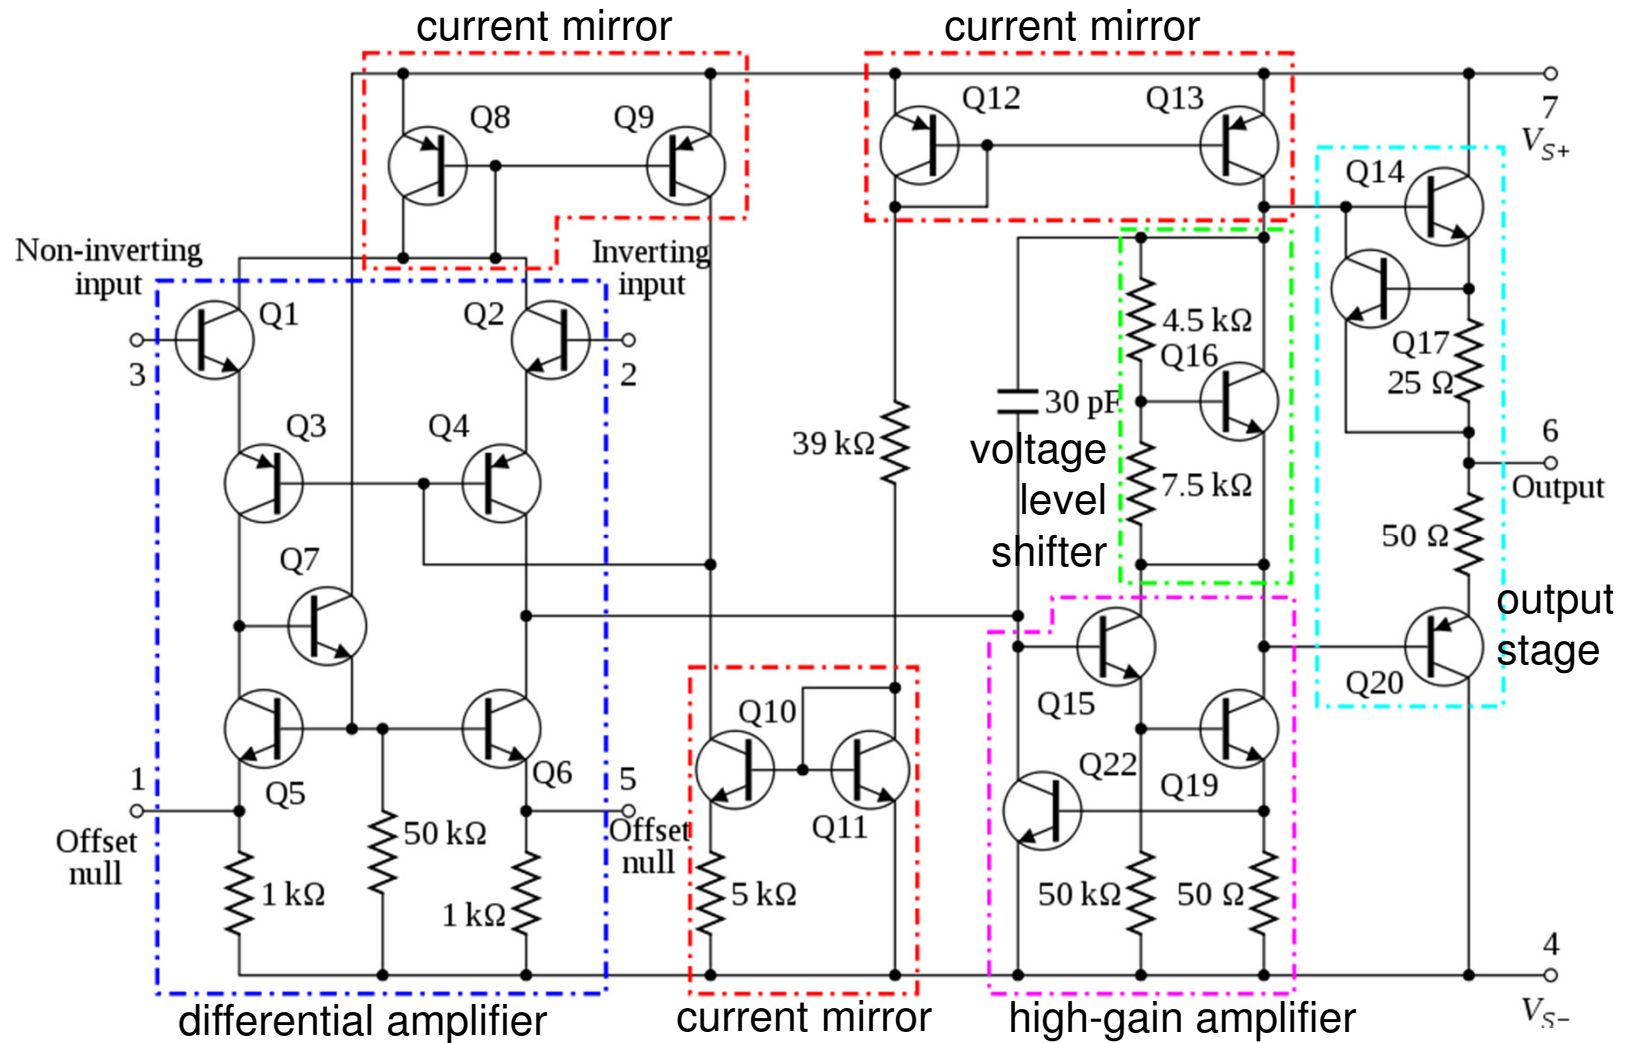 current mirror
current mirror
Q8
Q9
Q12
Q13
7
V_{S+}
Q14
Non-inverting
input
Inverting
input
Q1
Q2
3
2
4.5 kΩ
Q16
Q17
25 Ω
30 pF
Q3
Q4
39 kΩ
voltage
level
shifter
7.5 kΩ
6
Output
50 Ω
Q7
output
stage
Q15
Q20
Q10
Q11
Q22
Q19
1
Offset
null
Q5
Q6
5
Offset
null
50 kΩ
1 kΩ
1 kΩ
5 kΩ
50 kΩ
50 Ω
4
V_{S−}
differential amplifier
current mirror
high-gain amplifier